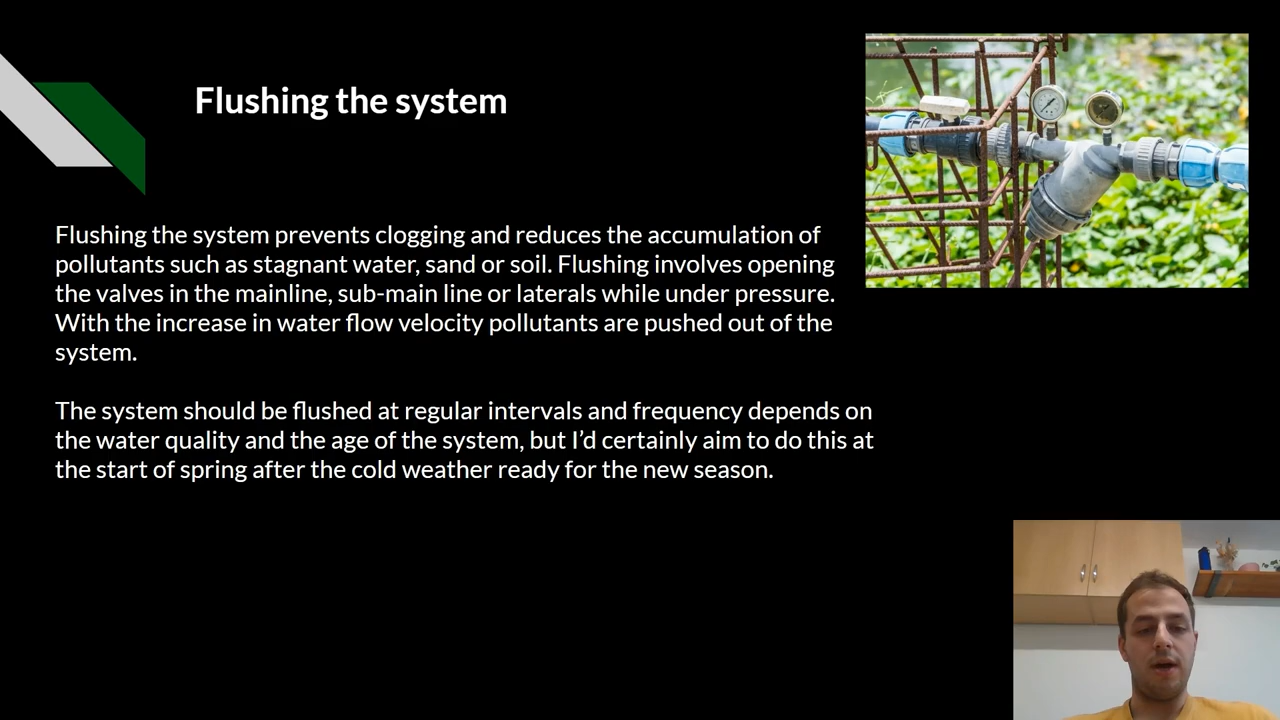 Flushing the system
Flushing the system prevents clogging and reduces the accumulation of
pollutants such as stagnant water, sand or soil. Flushing involves opening
the valves in the mainline, sub-main line or laterals while under pressure.
With the increase in water flow velocity pollutants are pushed out of the
system.
The system should be flushed at regular intervals and frequency depends on
the water quality and the age of the system, but I’d certainly aim to do this at
the start of spring after the cold weather ready for the new season.